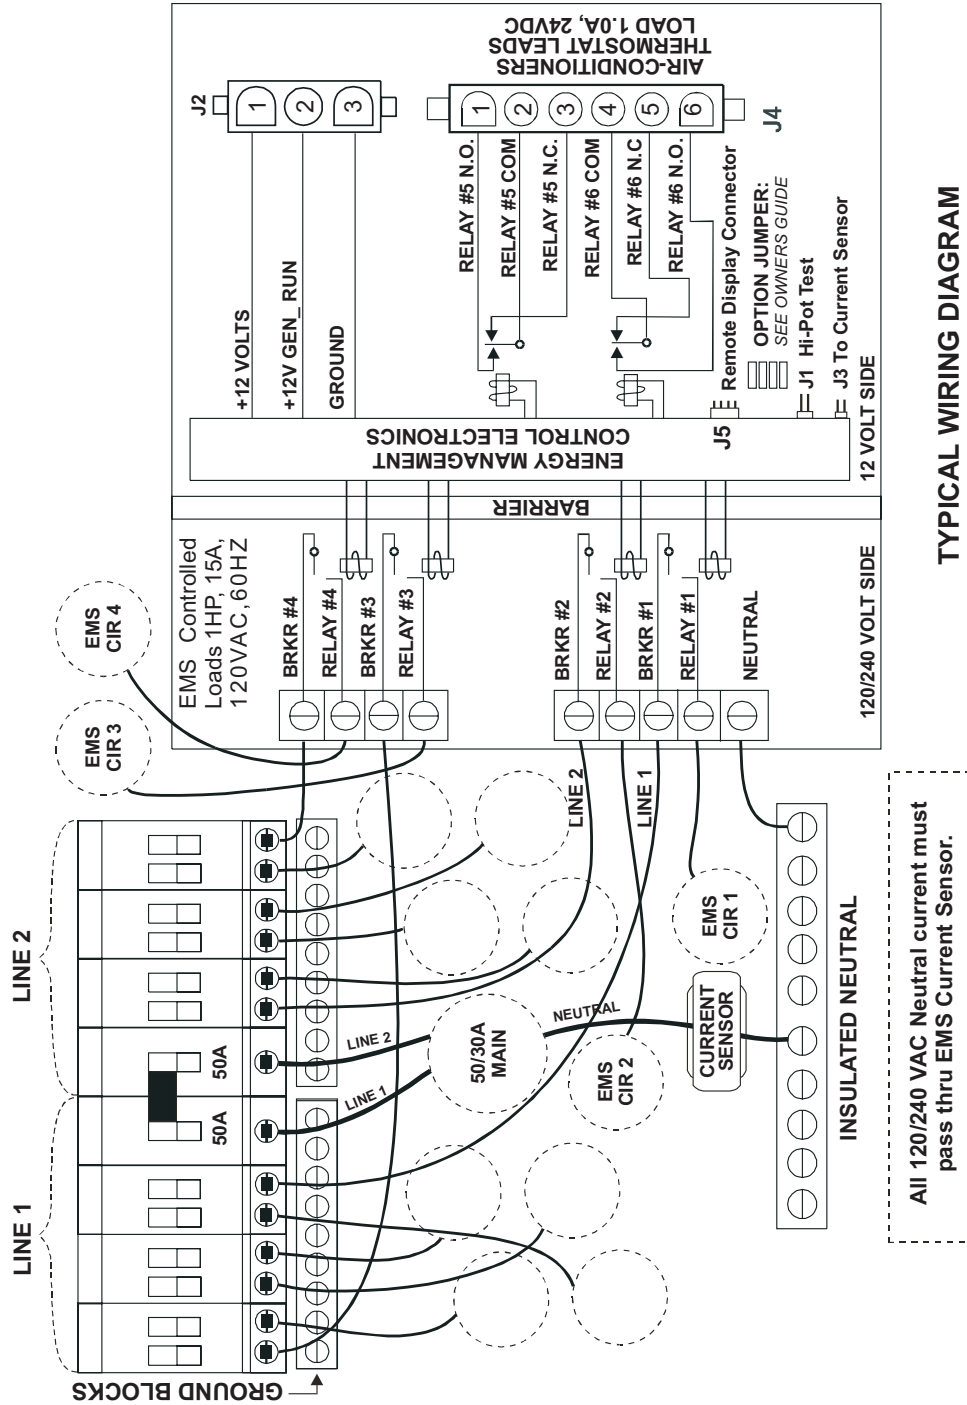 TYPICAL WIRING DIAGRAM
GROUND BLOCKS
LINE 1
LINE 2
50A
50A
LINE 1
LINE 2
50/30A
MAIN
NEUTRAL
EMS
CIR 4
EMS
CIR 3
EMS
CIR 2
EMS
CIR 1
CURRENT
SENSOR
INSULATED NEUTRAL
All 120/240 VAC Neutral current must
pass thru EMS Current Sensor.
EMS Controlled
Loads 1HP, 15A,
120VAC, 60HZ
BRKR #4
RELAY #4
BRKR #3
RELAY #3
LINE 2
LINE 1
BRKR #2
RELAY #2
BRKR #1
RELAY #1
NEUTRAL
120/240 VOLT SIDE
BARRIER
12 VOLT SIDE
ENERGY MANAGEMENT
CONTROL ELECTRONICS
+12 VOLTS
+12V GEN_ RUN
GROUND
J2
1
2
3
AIR-CONDITIONERS
THERMOSTAT LEADS
LOAD 1.0A, 24VDC
RELAY #5 N.O.
RELAY #5 COM
RELAY #5 N.C.
RELAY #6 COM
RELAY #6 N.C
RELAY #6 N.O.
1
2
3
4
5
6
J4
J5
Remote Display Connector
OPTION JUMPER:
SEE OWNERS GUIDE
J1 Hi-Pot Test
J3 To Current Sensor